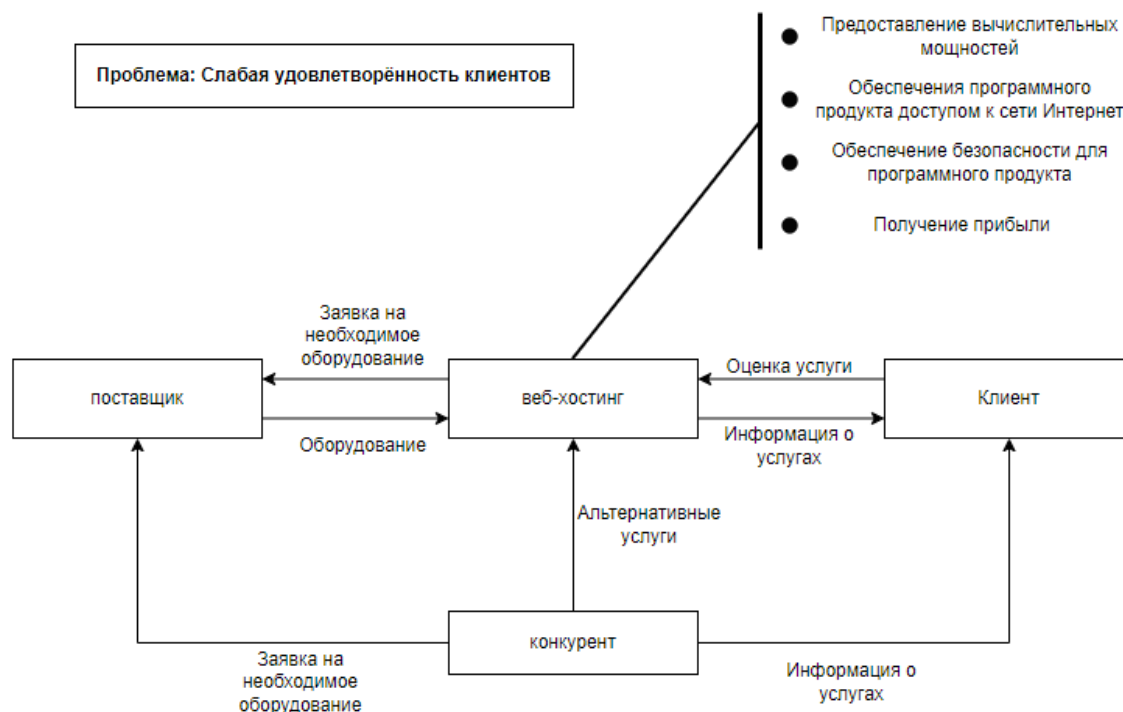 Предоставление вычислительных
мощностей
Проблема: Слабая удовлетворённость клиентов
Обеспечения программного
продукта доступом к сети Интернет
Обеспечение безопасности для
программного продукта
Получение прибыли
Заявка на
необходимое
оборудование
Оценка услуги
поставщик
веб-хостинг
Клиент
Оборудование
Информация о
услугах
Альтернативные
услуги
конкурент
Заявка на
необходимое
оборудование
Информация о
услугах